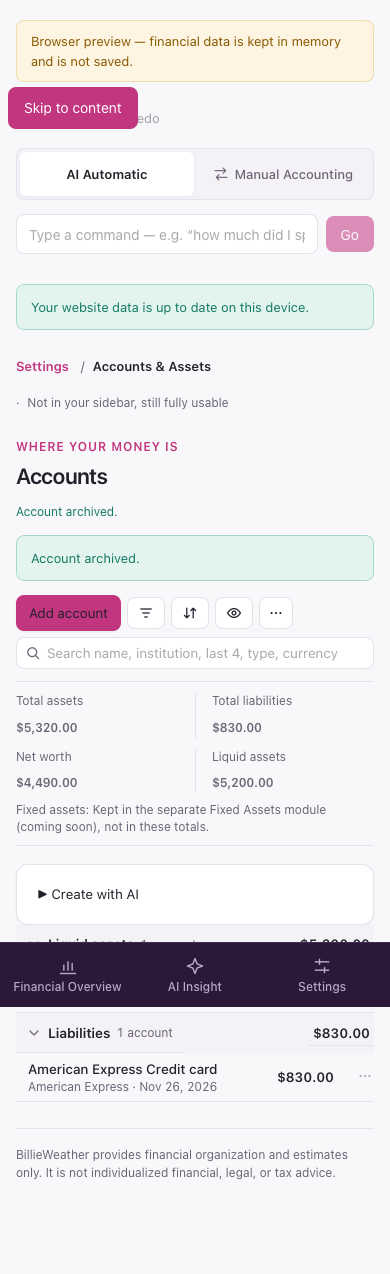 Browser preview — financial data is kept in memory
and is not saved.
Skip to content
edo
AI Automatic
Manual Accounting
Type a command — e.g. “how much did I sp
Go
Your website data is up to date on this device.
Settings / Accounts & Assets
· Not in your sidebar, still fully usable
WHERE YOUR MONEY IS
Accounts
Account archived.
Account archived.
Add account
Search name, institution, last 4, type, currency
Total assets
$5,320.00
Total liabilities
$830.00
Net worth
$4,490.00
Liquid assets
$5,200.00
Fixed assets: Kept in the separate Fixed Assets module
(coming soon), not in these totals.
Create with AI
Financial Overview
AI Insight
Settings
Liabilities 1 account $830.00
American Express Credit card
American Express · Nov 26, 2026
$830.00
BillieWeather provides financial organization and estimates
only. It is not individualized financial, legal, or tax advice.